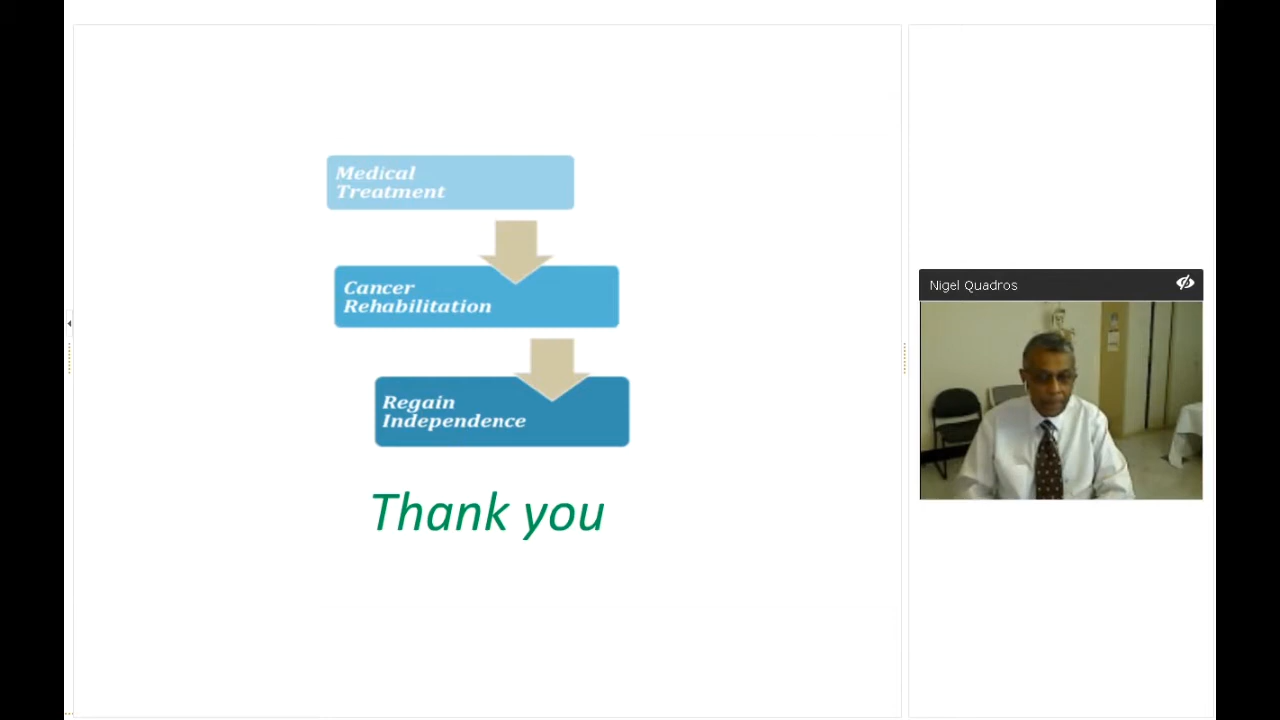 Medical
Treatment
Cancer
Rehabilitation
Regain
Independence
Thank you
Nigel Quadros